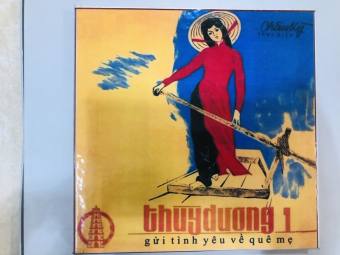 thuyduong 1
gửi tình yêu về quê mẹ